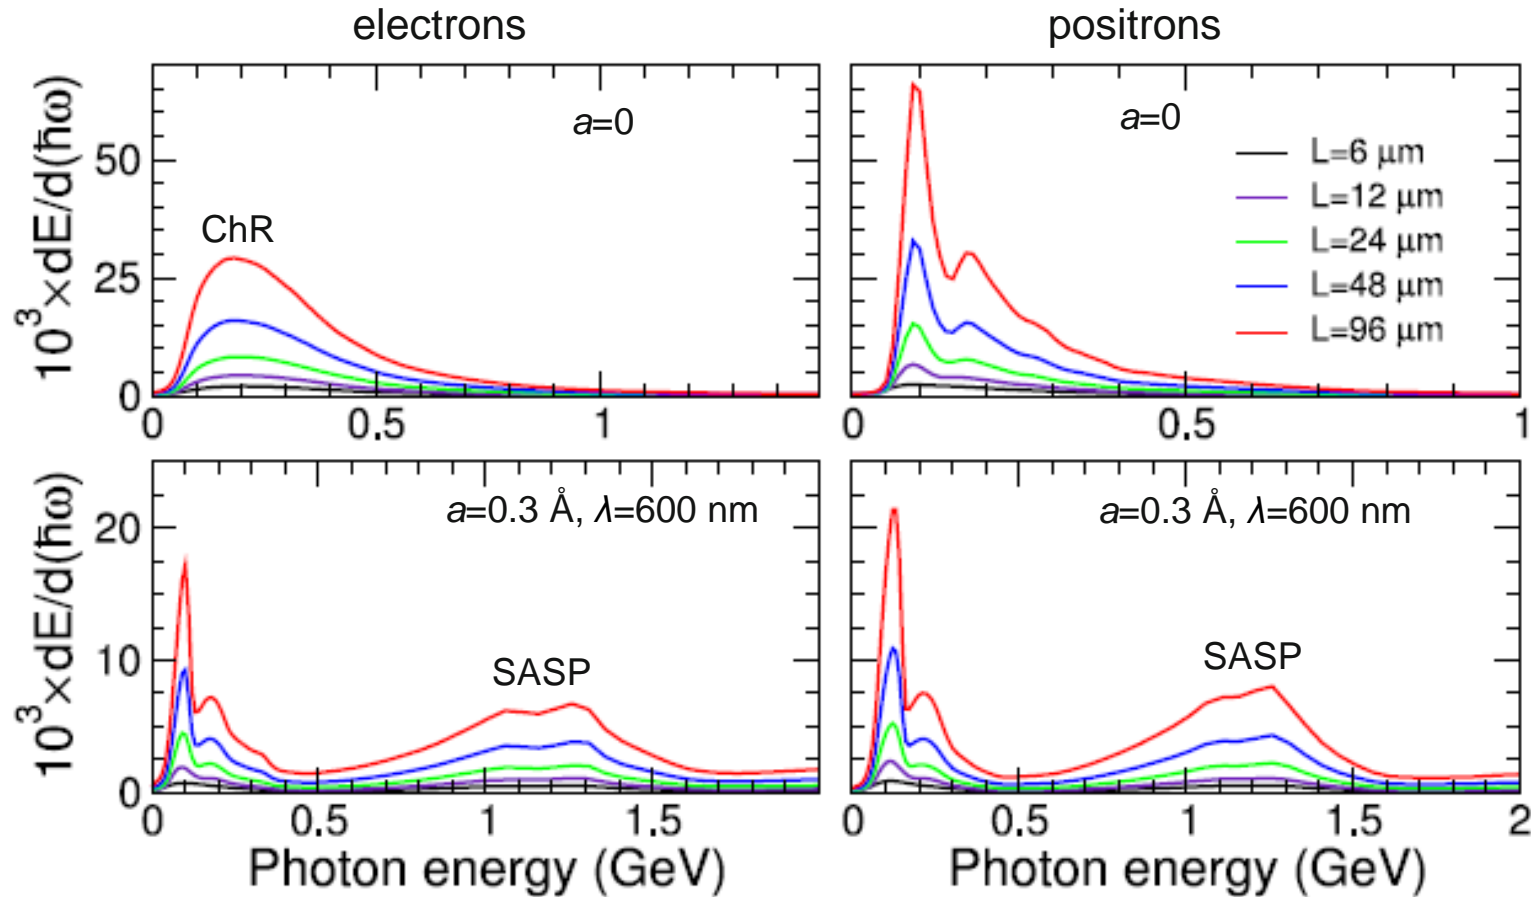 electrons
positrons
10³×dE/d(ħω)
50
25
0
a=0
ChR
0
0.5
1
a=0
L=6 μm
L=12 μm
L=24 μm
L=48 μm
L=96 μm
0
0.5
1
10³×dE/d(ħω)
20
10
0
a=0.3 Å, λ=600 nm
SASP
0
0.5
1
1.5
Photon energy (GeV)
a=0.3 Å, λ=600 nm
SASP
0
0.5
1
1.5
2
Photon energy (GeV)